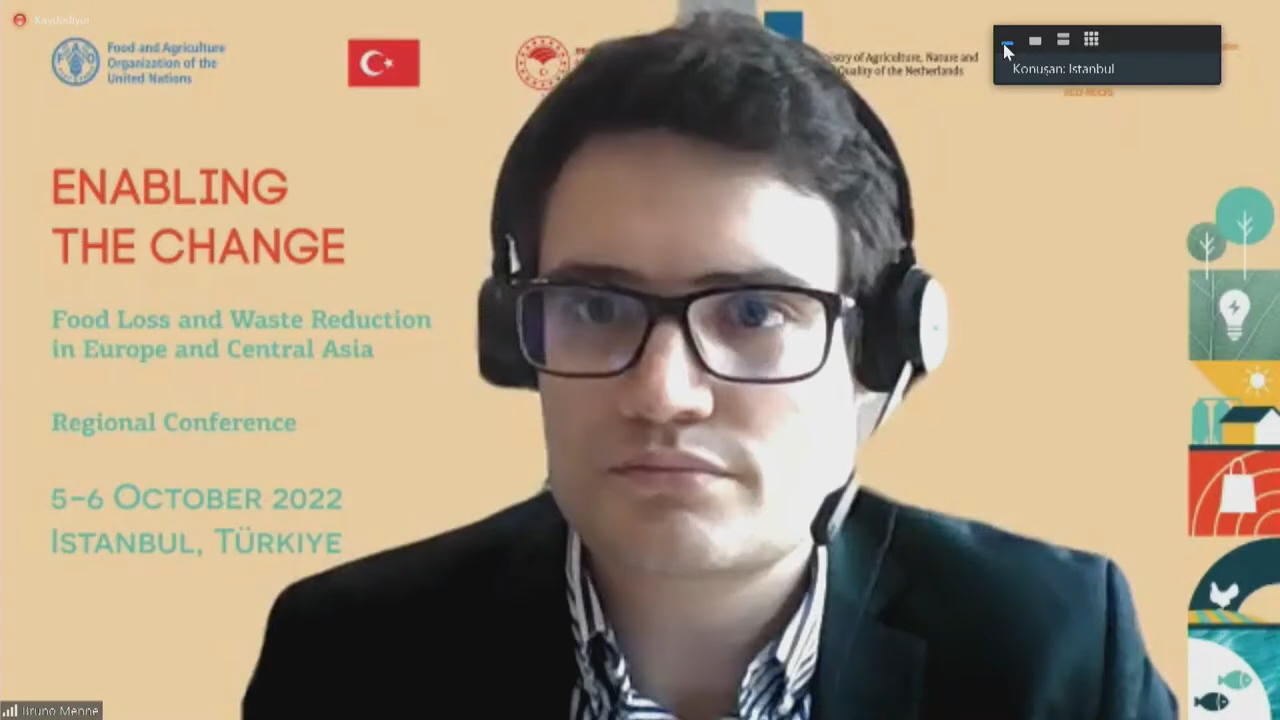 Kaydediliyor
Food and Agriculture
Organization of the
United Nations
istry of Agriculture, Nature and
Quality of the Netherlands
Konuşan: Istanbul
ENABLING
THE CHANGE
Food Loss and Waste Reduction
in Europe and Central Asia
Regional Conference
5–6 OCTOBER 2022
ISTANBUL, TÜRKIYE
Bruno Menne